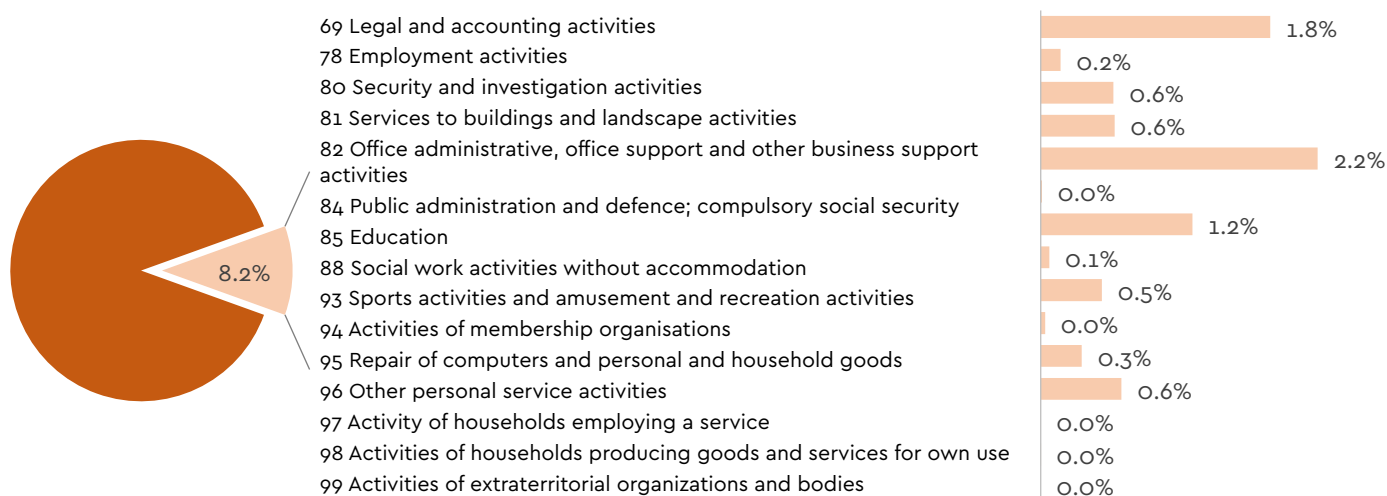 69 Legal and accounting activities
1.8%
78 Employment activities
0.2%
80 Security and investigation activities
0.6%
81 Services to buildings and landscape activities
0.6%
82 Office administrative, office support and other business support
activities
2.2%
84 Public administration and defence; compulsory social security
0.0%
85 Education
1.2%
88 Social work activities without accommodation
0.1%
93 Sports activities and amusement and recreation activities
0.5%
94 Activities of membership organisations
0.0%
95 Repair of computers and personal and household goods
0.3%
96 Other personal service activities
0.6%
97 Activity of households employing a service
0.0%
98 Activities of households producing goods and services for own use
0.0%
99 Activities of extraterritorial organizations and bodies
0.0%
8.2%